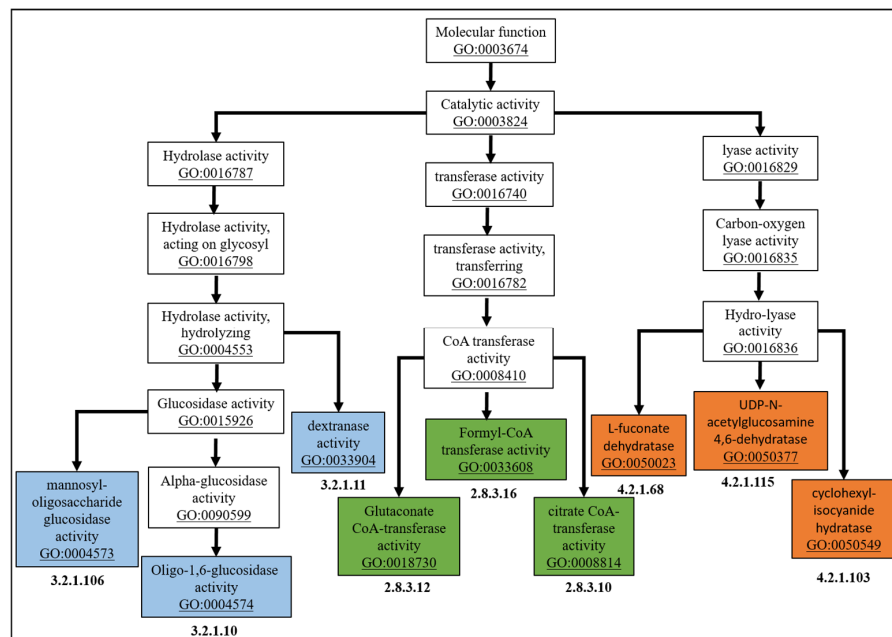 Molecular function
GO:0003674
Catalytic activity
GO:0003824
Hydrolase activity
GO:0016787
transferase activity
GO:0016740
lyase activity
GO:0016829
Hydrolase activity,
acting on glycosyl
GO:0016798
transferase activity,
transferring
GO:0016782
Carbon-oxygen
lyase activity
GO:0016835
Hydrolase activity,
hydrolyzing
GO:0004553
CoA transferase
activity
GO:0008410
Hydro-lyase
activity
GO:0016836
Glucosidase activity
GO:0015926
dextranase
activity
GO:0033904
3.2.1.11
Formyl-CoA
transferase activity
GO:0033608
2.8.3.16
L-fuconate
dehydratase
GO:0050023
4.2.1.68
UDP-N-
acetylglucosamine
4,6-dehydratase
GO:0050377
4.2.1.115
mannosyl-
oligosaccharide
glucosidase
activity
GO:0004573
3.2.1.106
Alpha-glucosidase
activity
GO:0090599
Glutaconate
CoA-transferase
activity
GO:0018730
2.8.3.12
citrate CoA-
transferase
activity
GO:0008814
2.8.3.10
cyclohexyl-
isocyanide
hydratase
GO:0050549
4.2.1.103
Oligo-1,6-glucosidase
activity
GO:0004574
3.2.1.10